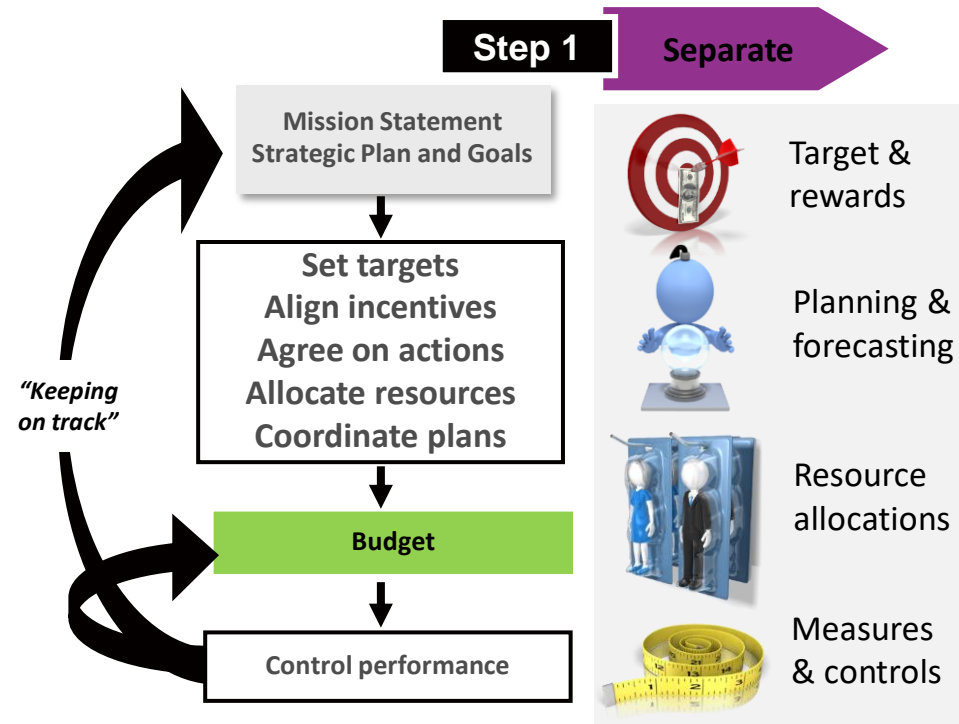 Step 1
Separate
Mission Statement
Strategic Plan and Goals
Set targets
Align incentives
Agree on actions
Allocate resources
Coordinate plans
Budget
Control performance
“Keeping
on track”
Target &
rewards
Planning &
forecasting
Resource
allocations
Measures
& controls